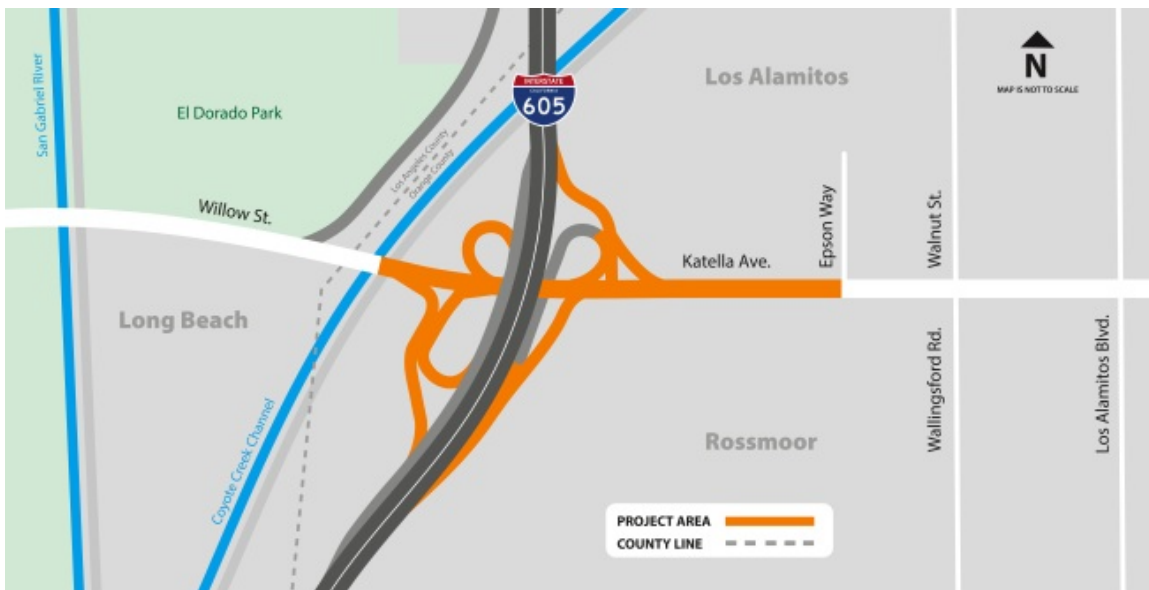 San Gabriel River
El Dorado Park
Willow St.
Los Angeles County
Orange County
INTERSTATE
CALIFORNIA
605
Los Alamitos
N
MAP IS NOT TO SCALE
Katella Ave.
Epson Way
Walnut St.
Long Beach
Coyote Creek Channel
Rossmoor
Wallingsford Rd.
Los Alamitos Blvd.
PROJECT AREA
COUNTY LINE